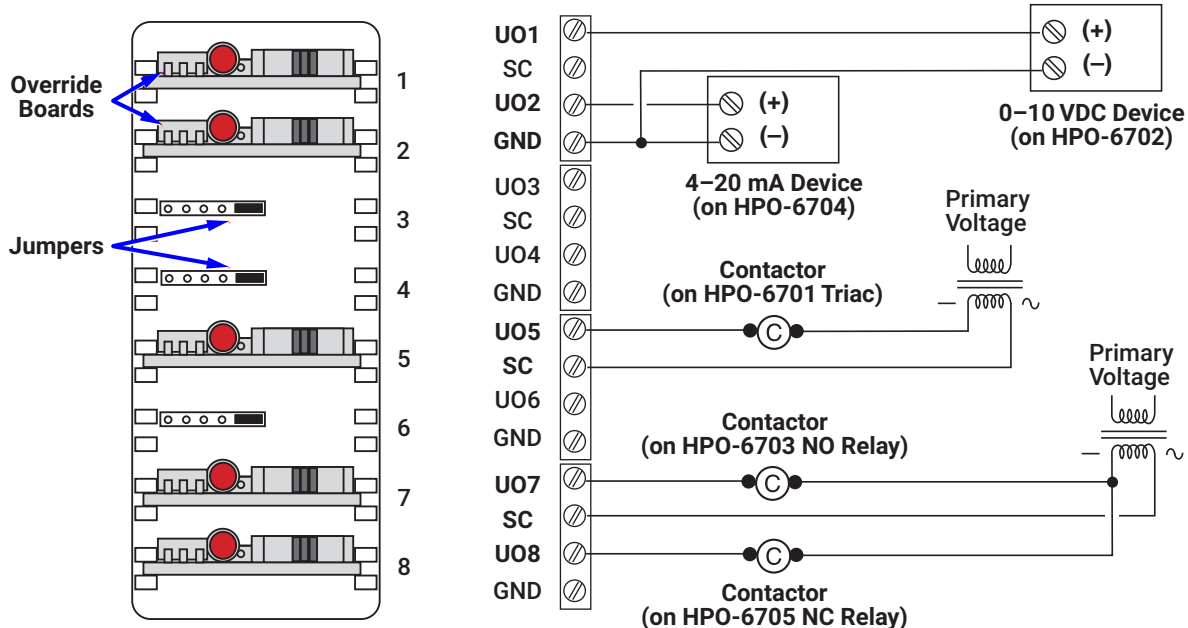 Override
Boards
Jumpers
1
2
3
4
5
6
7
8
UO1
SC
UO2
GND
UO3
SC
UO4
GND
UO5
SC
UO6
GND
UO7
SC
UO8
GND
(+)
(–)
0–10 VDC Device
(on HPO-6702)
(+)
(–)
4–20 mA Device
(on HPO-6704)
Primary
Voltage
– ~
Contactor
(on HPO-6701 Triac)
C
Primary
Voltage
– ~
Contactor
(on HPO-6703 NO Relay)
C
C
Contactor
(on HPO-6705 NC Relay)